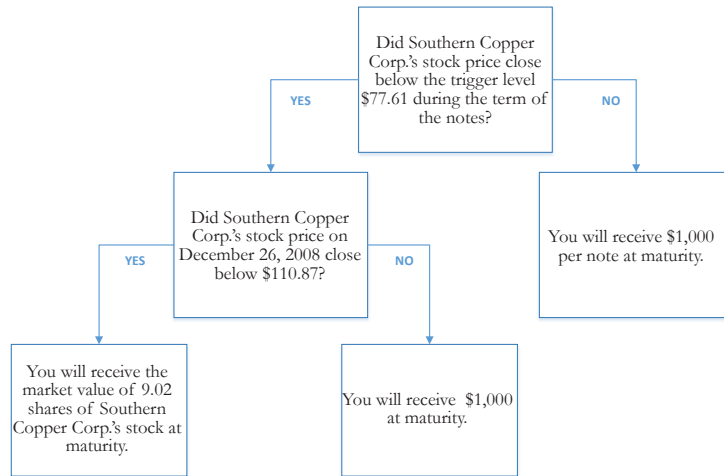 Did Southern Copper
Corp.'s stock price close
below the trigger level
$77.61 during the term of
the notes?
YES
NO
Did Southern Copper
Corp.'s stock price on
December 26, 2008 close
below $110.87?
You will receive $1,000
per note at maturity.
YES
NO
You will receive the
market value of 9.02
shares of Southern
Copper Corp.'s stock at
maturity.
You will receive $1,000
at maturity.